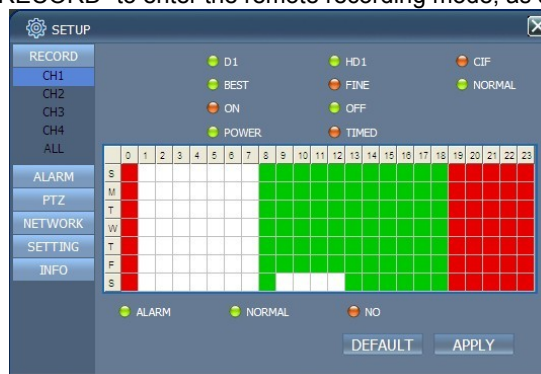 RECORD" to enter the remote recording mode, as
SETUP
RECORD
CH1
CH2
CH3
CH4
ALL
ALARM
PTZ
NETWORK
SETTING
INFO
D1 HD1 CIF
BEST FINE NORMAL
ON OFF
POWER TIMED
0 1 2 3 4 5 6 7 8 9 10 11 12 13 14 15 16 17 18 19 20 21 22 23
S
M
T
W
T
F
S
ALARM NORMAL NO
DEFAULT APPLY